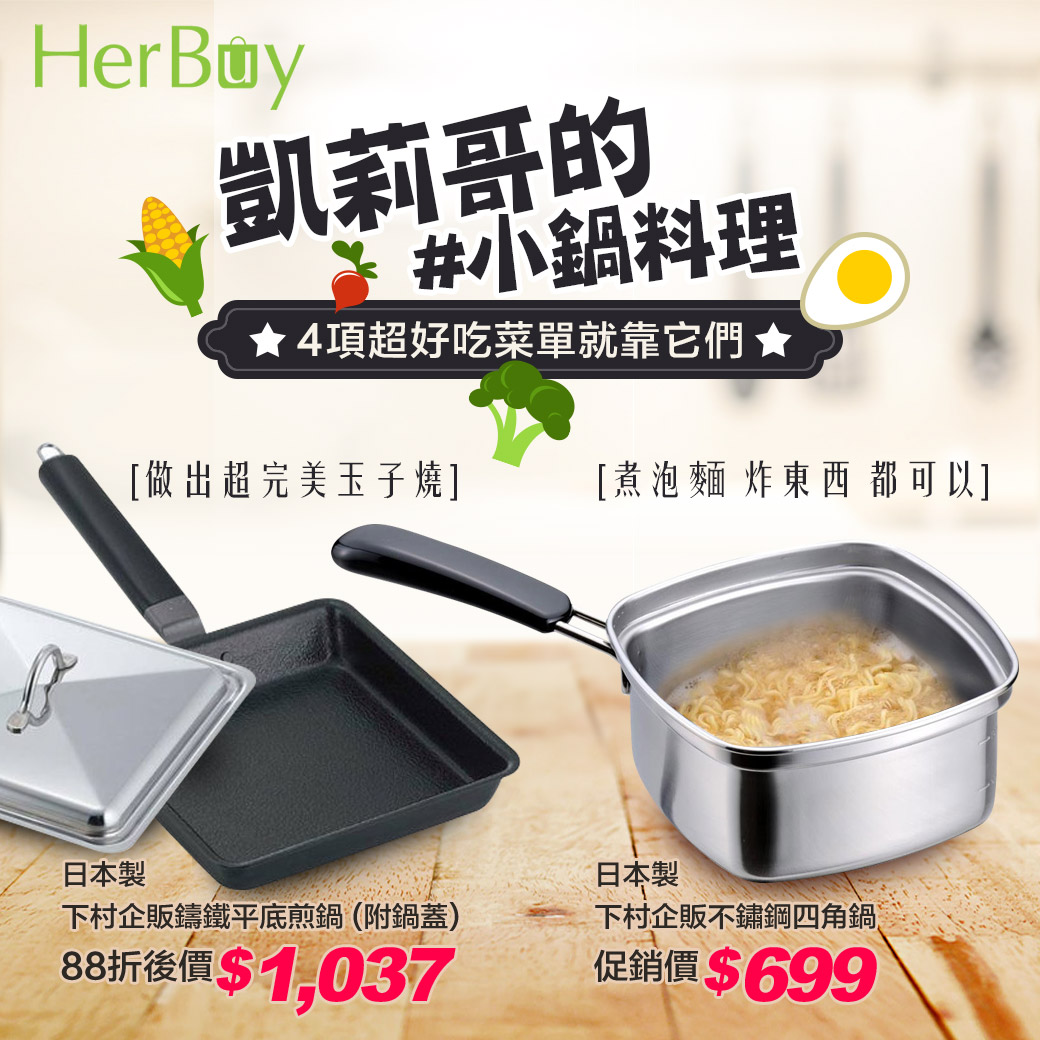 HerBuy
凱莉哥的
#小鍋料理
★ 4項超好吃菜單就靠它們 ★
[做出超完美玉子燒]
[煮泡麵 炸東西 都可以]
日本製
下村企販鑄鐵平底煎鍋 (附鍋蓋)
88折後價 $1,037
日本製
下村企販不鏽鋼四角鍋
促銷價 $699